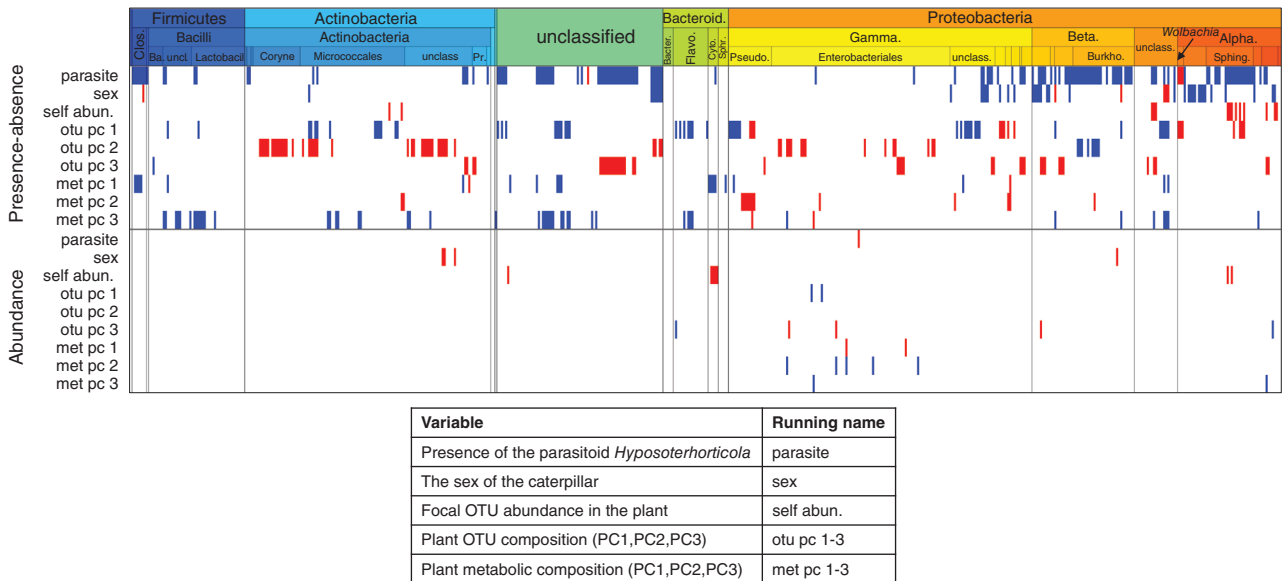 Firmicutes Actinobacteria unclassified Bacteroid. Proteobacteria
Clos. Bacilli Actinobacteria Bacter. Flavo. Cyto. Sphr. Gamma. Beta. unclass. Wolbachia Alpha.
Ba. uncl. Lactobacil Coryne Micrococcales unclass Pr. Pseudo. Enterobacteriales unclass. Burkho. Sphing.
Presence-absence
parasite
sex
self abun.
otu pc 1
otu pc 2
otu pc 3
met pc 1
met pc 2
met pc 3
Abundance
parasite
sex
self abun.
otu pc 1
otu pc 2
otu pc 3
met pc 1
met pc 2
met pc 3
Variable Running name
Presence of the parasitoid Hyposoterhorticola parasite
The sex of the caterpillar sex
Focal OTU abundance in the plant self abun.
Plant OTU composition (PC1,PC2,PC3) otu pc 1-3
Plant metabolic composition (PC1,PC2,PC3) met pc 1-3